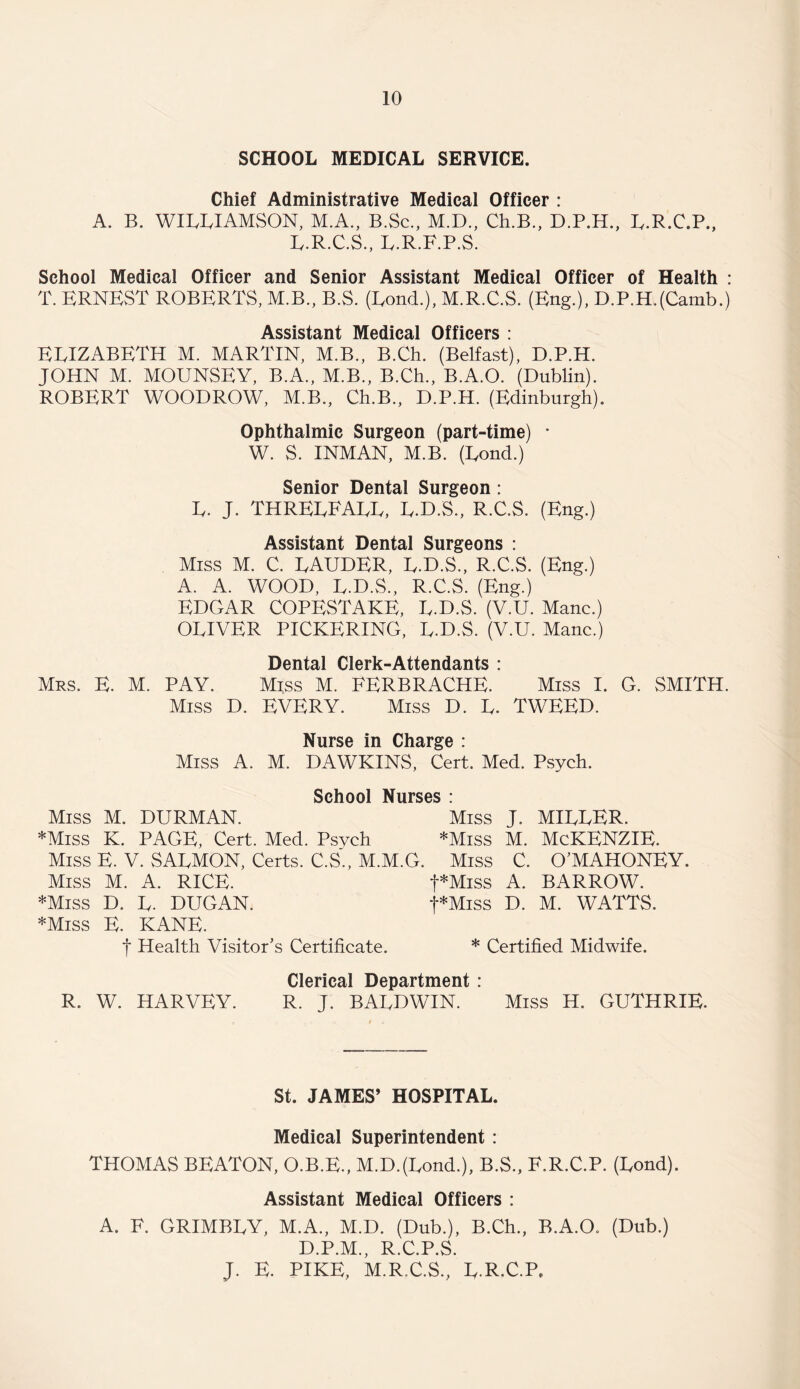 10
SCHOOL MEDICAL SERVICE.
Chief Administrative Medical Officer :
A. B. WILLIAMSON, M.A., B.Sc., M.D., Ch.B., D.P.H., L.R.C.P.,
L.R.C.S., L.R.F.P.S.
School Medical Officer and Senior Assistant Medical Officer of Health :
T. ERNEST ROBERTS, M.B., B.S. (Lond.), M.R.C.S. (Eng.), D.P.H.(Camb.)
Assistant Medical Officers :
ELIZABETH M. MARTIN, M.B., B.Ch. (Belfast), D.P.H.
JOHN M. MOUNSEY, B.A., M.B., B.Ch., B.A.O. (Dublin).
ROBERT WOODROW, M.B., Ch.B., D.P.H. (Edinburgh).
Ophthalmic Surgeon (part-time) :
W. S. INMAN, M.B. (Lond.)
Senior Dental Surgeon :
L. J. THRELFALL, L.D.S., R.C.S. (Eng.)
Assistant Dental Surgeons :
Miss M. C. LAUDER, L.D.S., R.C.S. (Eng.)
A. A. WOOD, L.D.S., R.C.S. (Eng.)
EDGAR COPESTAKE, L.D.S. (V.U. Manc.)
OLIVER PICKERING, L.D.S. (V.U. Manc.)
Dental Clerk-Attendants :
Mrs. E. M. PAY. Miss M. FERBRACHE. Miss I. G. SMITH.
Miss D. EVERY. Miss D. L. TWEED.
Nurse in Charge :
Miss A. M. DAWKINS, Cert. Med. Psych.
School Nurses :
Miss M. DURMAN. Miss J. MILLER.
*Miss K. PAGE, Cert. Med. Psych *Miss M. McKENZIE.
Miss E. V. SALMON, Certs. C.S., M.M.G. Miss C. O'MAHONEY.
Miss M. A. RICE. †*Miss A. BARROW.
*Miss D. L. DUGAN. †*Miss D. M. WATTS.
*Miss E. KANE.
† Health Visitor's Certificate. * Certified Midwife.
Clerical Department :
R. W. HARVEY. R. J. BALDWIN. Miss H. GUTHRIE.
St. JAMES' HOSPITAL.
Medical Superintendent :
THOMAS BEATON, O.B.E., M.D.(Lond.), B.S., F.R.C.P. (Lond).
Assistant Medical Officers :
A. F. GRIMBLY, M.A., M.D. (Dub.), B.Ch., B.A.O. (Dub.)
D.P.M., R.C.P.S.
J. E. PIKE, M.R.C.S., L.R.C.P.